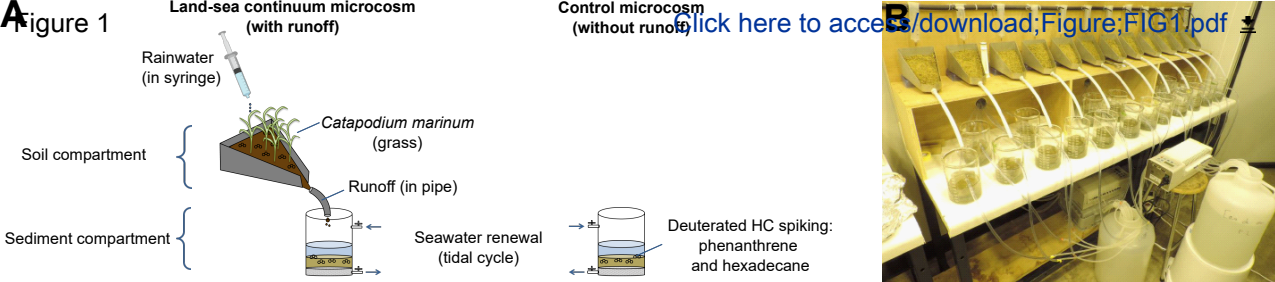 A
Figure 1
Land-sea continuum microcosm
(with runoff)
Control microcosm
(without runoff)
Click here to access/download;Figure;FIG1.pdf
B
Rainwater
(in syringe)
Catapodium marinum
(grass)
Soil compartment
Runoff (in pipe)
Sediment compartment
Seawater renewal
(tidal cycle)
Deuterated HC spiking:
phenanthrene
and hexadecane